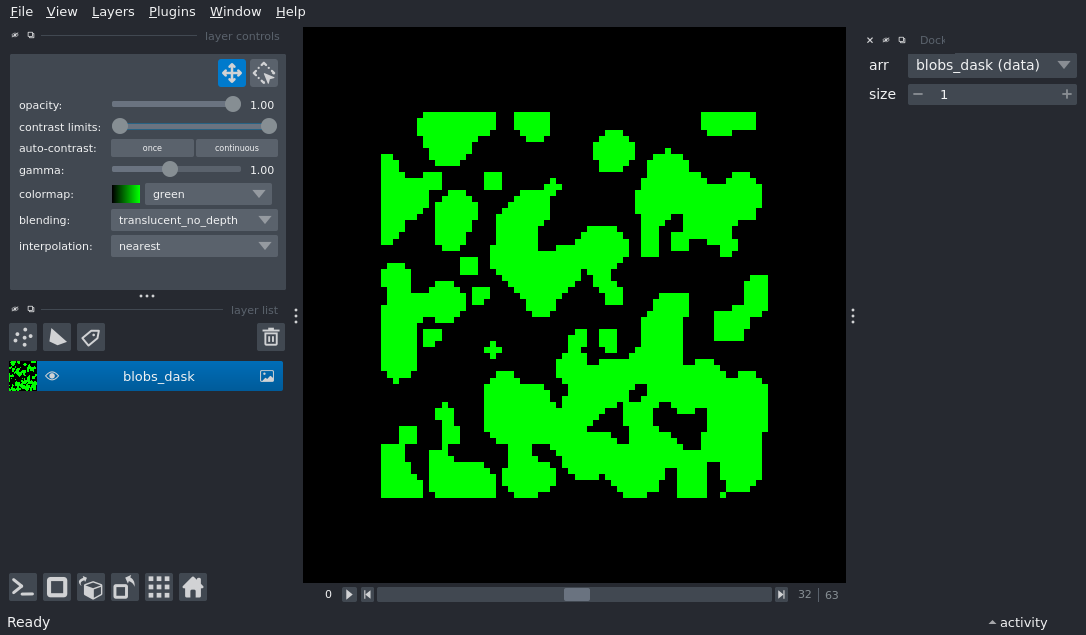 File View Layers Plugins Window Help
layer controls
opacity: 1.00
contrast limits:
auto-contrast: once continuous
gamma: 1.00
colormap: green
blending: translucent_no_depth
interpolation: nearest
layer list
blobs_dask
Dock
arr blobs_dask (data)
size 1
0 32 63
Ready
activity